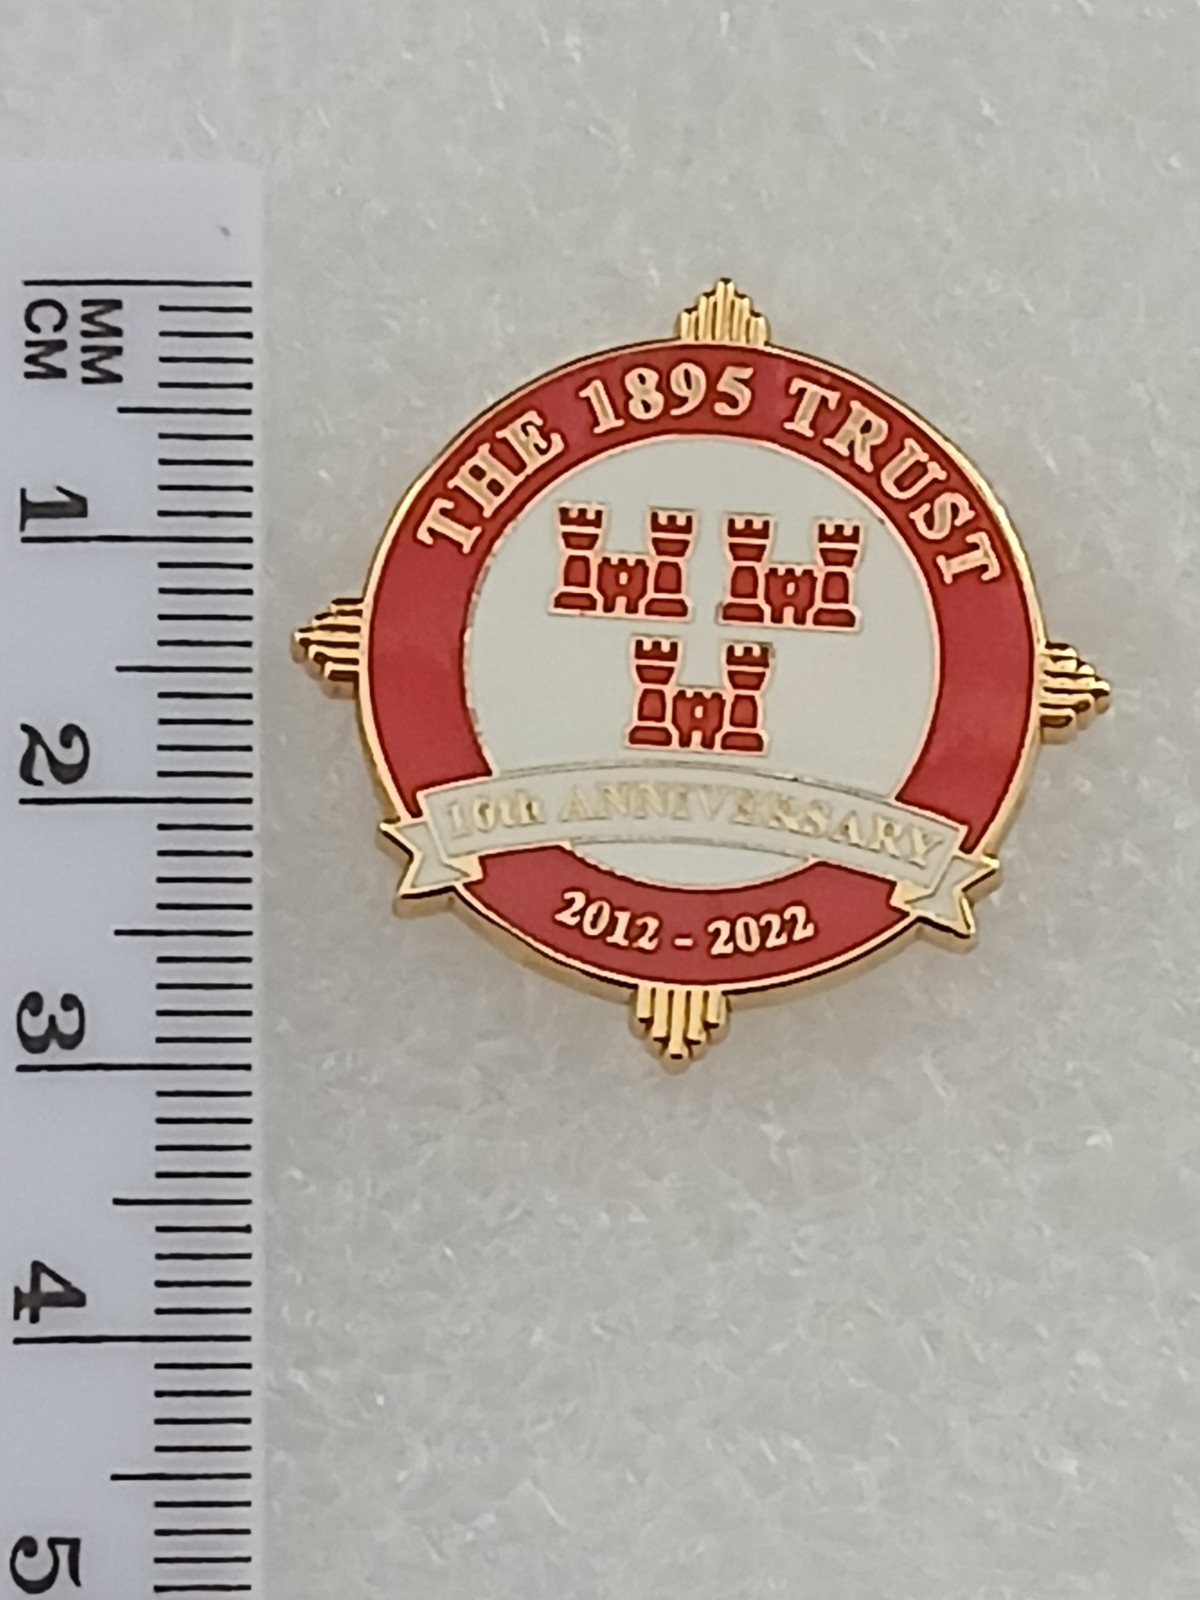 THE 1895 TRUST
10th ANNIVERSARY
2012 - 2022
MM
CM
1
2
3
4
5